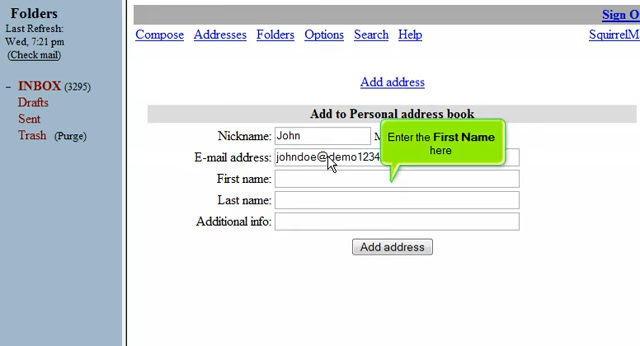 Folders
Last Refresh:
Wed, 7:21 pm
(Check mail)
– INBOX (3295)
Drafts
Sent
Trash (Purge)
Sign O
Compose Addresses Folders Options Search Help SquirrelM
Add address
Add to Personal address book
Nickname: John M
E-mail address: johndoe@demo1234
First name:
Last name:
Additional info:
Add address
Enter the First Name
here